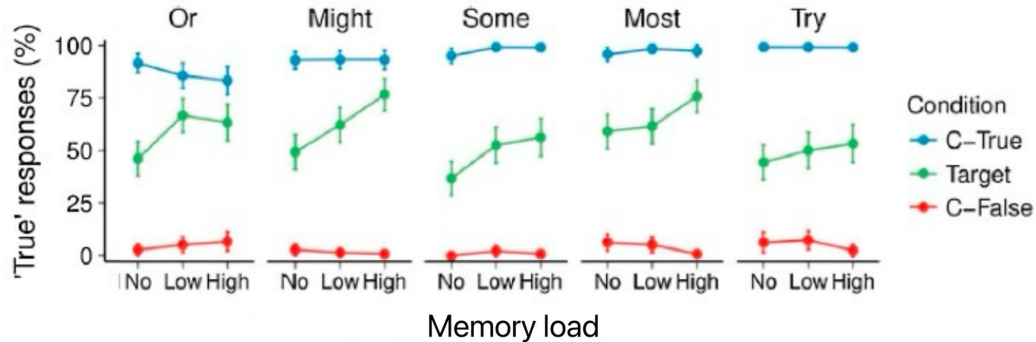 Or Might Some Most Try
'True' responses (%)
100
75
50
25
0
No Low High No Low High No Low High No Low High No Low High
Memory load
Condition
C–True
Target
C–False